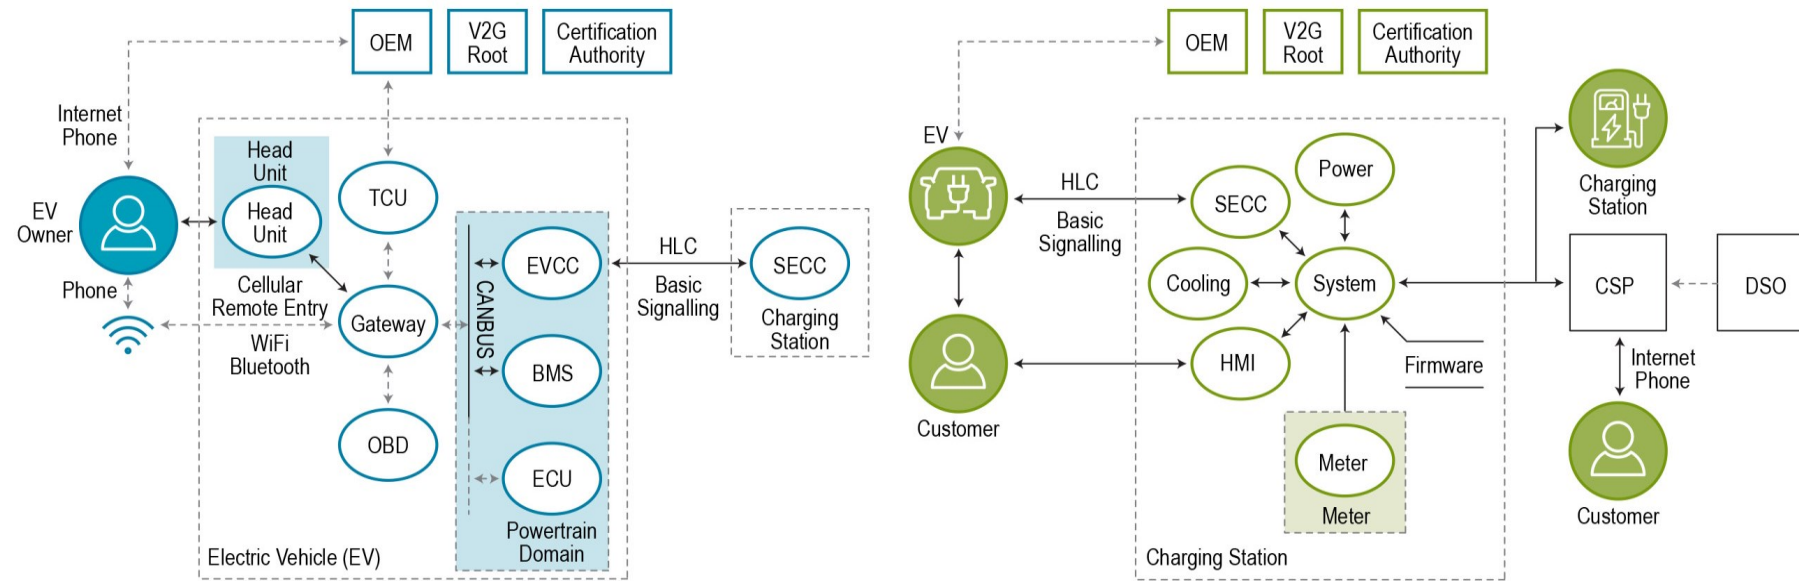 OEM
V2G
Root
Certification
Authority
Internet
Phone
Head
Unit
Head
Unit
TCU
EV
Owner
Cellular
Remote Entry
Phone
Gateway
WiFi
Bluetooth
OBD
CANBUS
EVCC
BMS
ECU
Powertrain
Domain
Electric Vehicle (EV)
HLC
Basic
Signalling
SECC
Charging
Station
OEM
V2G
Root
Certification
Authority
EV
HLC
Basic
Signalling
Customer
SECC
Power
Cooling
System
HMI
Firmware
Meter
Meter
Charging Station
Charging
Station
CSP
DSO
Internet
Phone
Customer